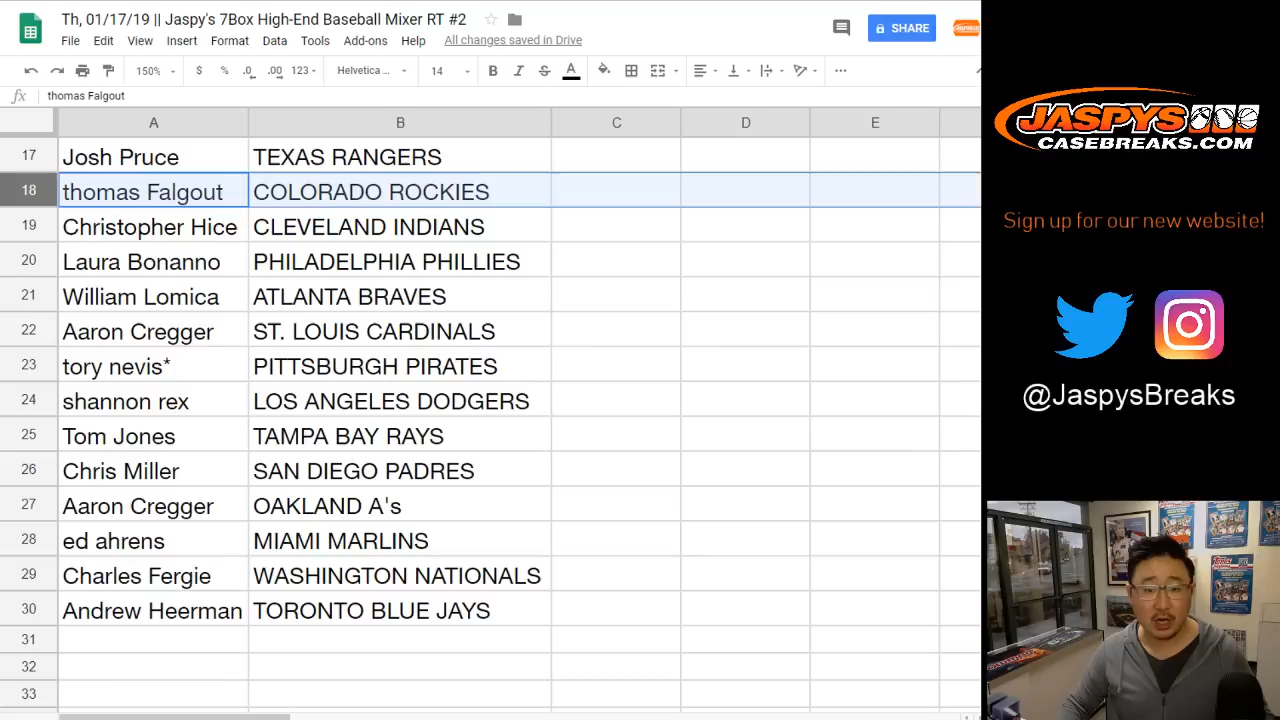 Th, 01/17/19 || Jaspy's 7Box High-End Baseball Mixer RT #2
File Edit View Insert Format Data Tools Add-ons Help All changes saved in Drive
SHARE
150% $ % .0 .00 123 Helvetica ... 14 B I S A
fx thomas Falgout
A B C D E
17 Josh Pruce TEXAS RANGERS
18 thomas Falgout COLORADO ROCKIES
19 Christopher Hice CLEVELAND INDIANS
20 Laura Bonanno PHILADELPHIA PHILLIES
21 William Lomica ATLANTA BRAVES
22 Aaron Cregger ST. LOUIS CARDINALS
23 tory nevis* PITTSBURGH PIRATES
24 shannon rex LOS ANGELES DODGERS
25 Tom Jones TAMPA BAY RAYS
26 Chris Miller SAN DIEGO PADRES
27 Aaron Cregger OAKLAND A's
28 ed ahrens MIAMI MARLINS
29 Charles Fergie WASHINGTON NATIONALS
30 Andrew Heerman TORONTO BLUE JAYS
31
32
33
JASPYS
CASEBREAKS.COM
Sign up for our new website!
@JaspysBreaks